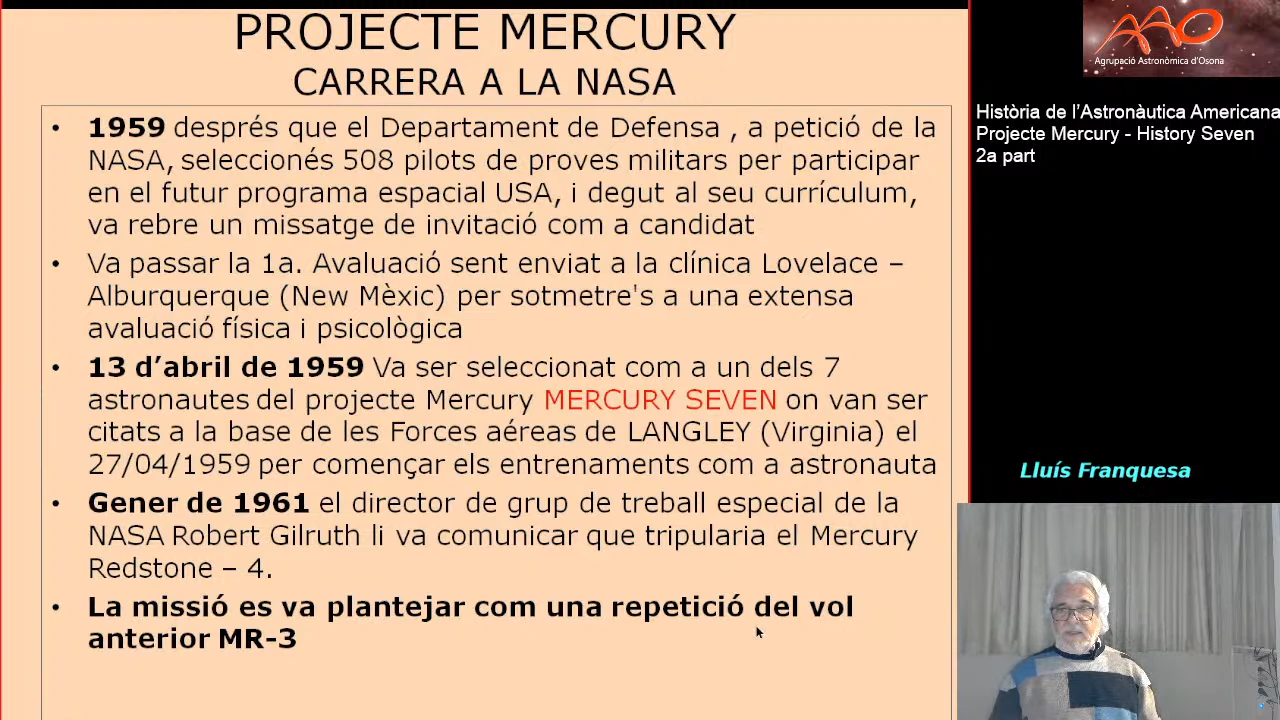 PROJECTE MERCURY
CARRERA A LA NASA
• 1959 després que el Departament de Defensa , a petició de la
NASA, seleccionés 508 pilots de proves militars per participar
en el futur programa espacial USA, i degut al seu currículum,
va rebre un missatge de invitació com a candidat
• Va passar la 1a. Avaluació sent enviat a la clínica Lovelace –
Alburquerque (New Mèxic) per sotmetre's a una extensa
avaluació física i psicològica
• 13 d’abril de 1959 Va ser seleccionat com a un dels 7
astronautes del projecte Mercury MERCURY SEVEN on van ser
citats a la base de les Forces aéreas de LANGLEY (Virginia) el
27/04/1959 per començar els entrenaments com a astronauta
• Gener de 1961 el director de grup de treball especial de la
NASA Robert Gilruth li va comunicar que tripularia el Mercury
Redstone – 4.
• La missió es va plantejar com una repetició del vol
anterior MR-3
AAO
Agrupació Astronòmica d'Osona
Història de l’Astronàutica Americana
Projecte Mercury - History Seven
2a part
Lluís Franquesa